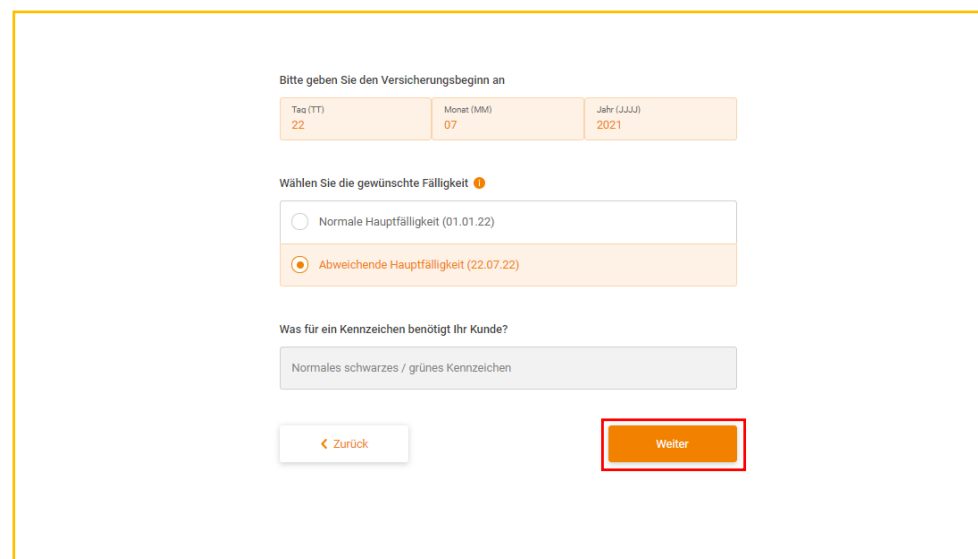 Bitte geben Sie den Versicherungsbeginn an
Tag (TT) Monat (MM) Jahr (JJJJ)
22 07 2021
Wählen Sie die gewünschte Fälligkeit
Normale Hauptfälligkeit (01.01.22)
Abweichende Hauptfälligkeit (22.07.22)
Was für ein Kennzeichen benötigt Ihr Kunde?
Normales schwarzes / grünes Kennzeichen
Zurück Weiter